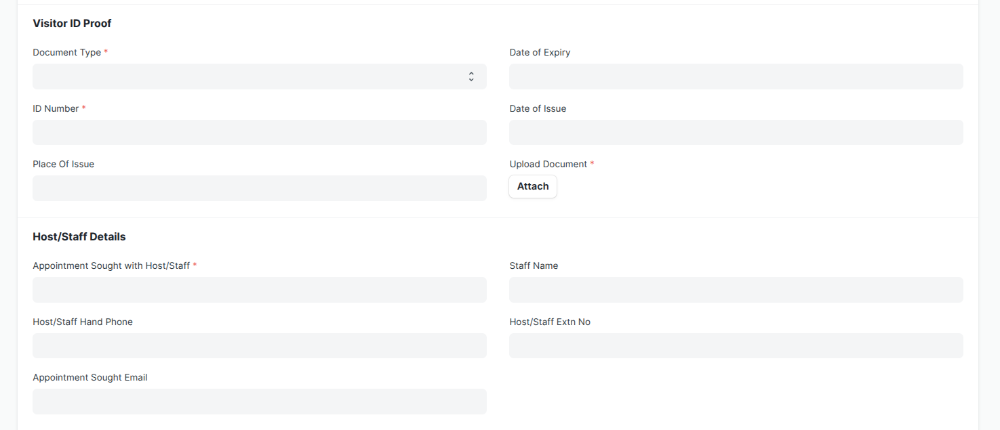 Visitor ID Proof
Document Type *
Date of Expiry
ID Number *
Date of Issue
Place Of Issue
Upload Document *
Attach
Host/Staff Details
Appointment Sought with Host/Staff *
Staff Name
Host/Staff Hand Phone
Host/Staff Extn No
Appointment Sought Email